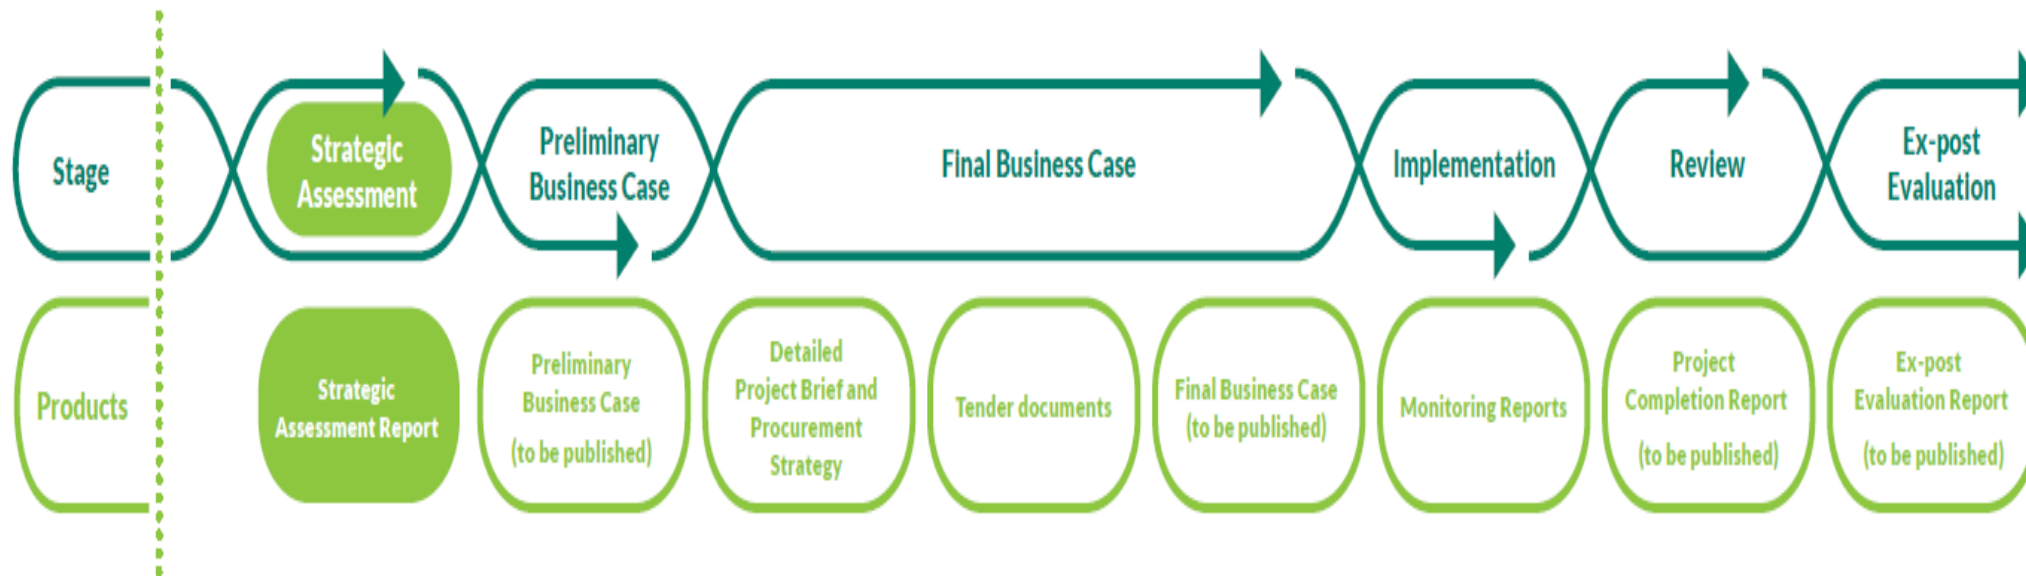 Stage
Strategic
Assessment
Preliminary
Business Case
Final Business Case
Implementation
Review
Ex-post
Evaluation
Products
Strategic
Assessment Report
Preliminary
Business Case
(to be published)
Detailed
Project Brief and
Procurement
Strategy
Tender documents
Final Business Case
(to be published)
Monitoring Reports
Project
Completion Report
(to be published)
Ex-post
Evaluation Report
(to be published)